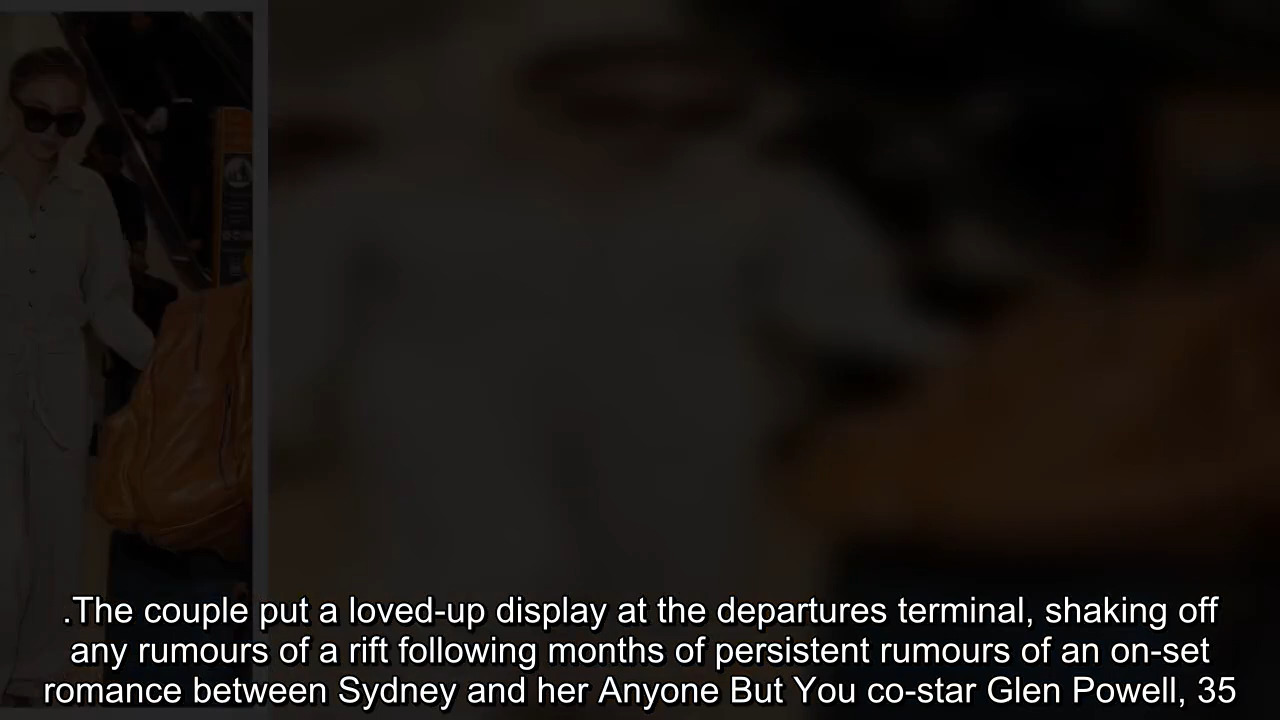 .The couple put a loved-up display at the departures terminal, shaking off
any rumours of a rift following months of persistent rumours of an on-set
romance between Sydney and her Anyone But You co-star Glen Powell, 35